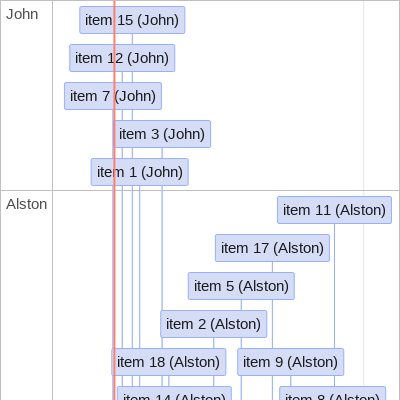 John
item 15 (John)
item 12 (John)
item 7 (John)
item 3 (John)
item 1 (John)
Alston
item 11 (Alston)
item 17 (Alston)
item 5 (Alston)
item 2 (Alston)
item 18 (Alston)
item 9 (Alston)
item 14 (Alston)
item 8 (Alston)